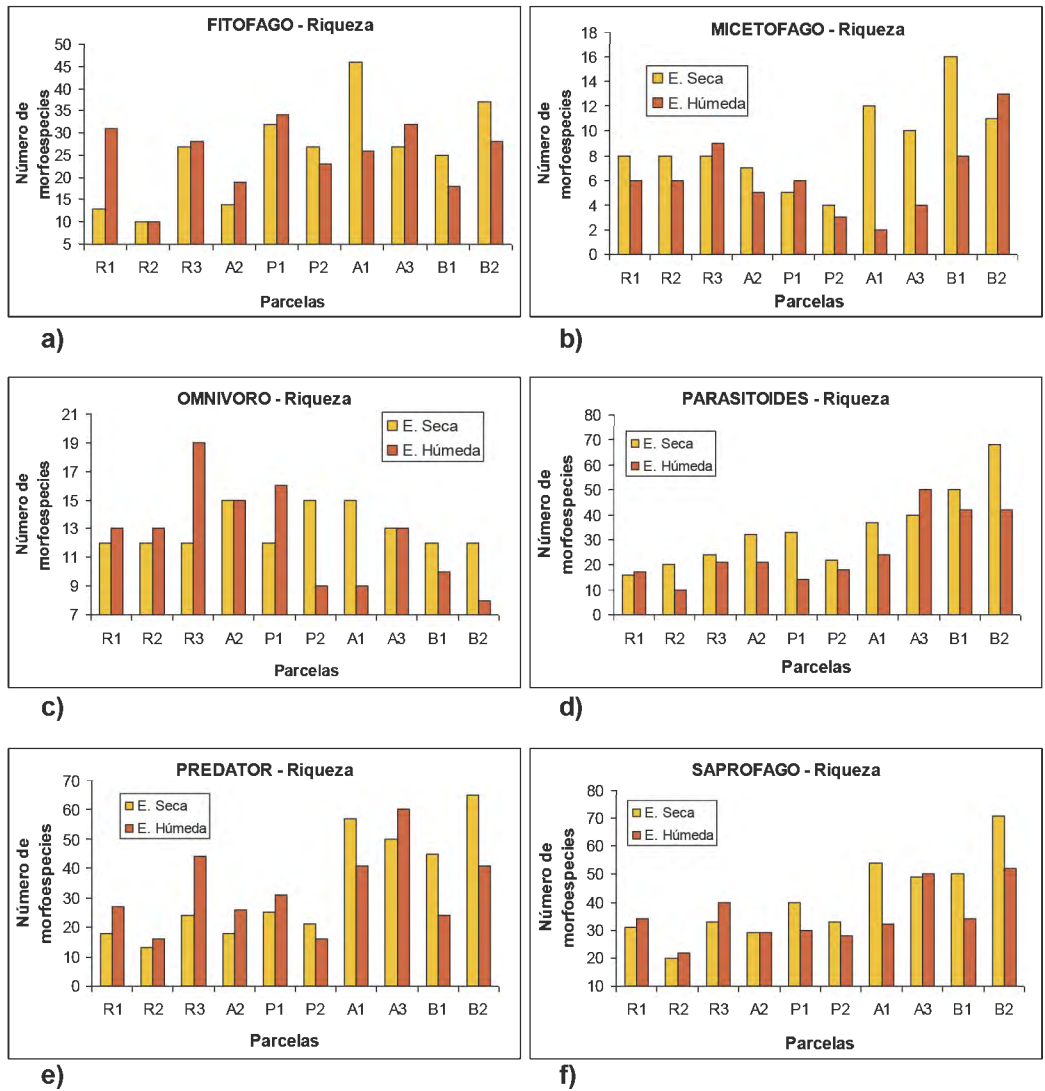 FITOFAGO - Riqueza
Número de
morfoespecies
50
45
40
35
30
25
20
15
10
5
R1 R2 R3 A2 P1 P2 A1 A3 B1 B2
Parcelas
a)
MICETOFAGO - Riqueza
E. Seca
E. Húmeda
Número de
morfoespecies
18
16
14
12
10
8
6
4
2
0
R1 R2 R3 A2 P1 P2 A1 A3 B1 B2
Parcelas
b)
OMNIVORO - Riqueza
E. Seca
E. Húmeda
Número de
morfoespecies
21
19
17
15
13
11
9
7
R1 R2 R3 A2 P1 P2 A1 A3 B1 B2
Parcelas
c)
PARASITOIDES - Riqueza
E. Seca
E. Húmeda
Número de
morfoespecies
80
70
60
50
40
30
20
10
0
R1 R2 R3 A2 P1 P2 A1 A3 B1 B2
Parcelas
d)
PREDATOR - Riqueza
E. Seca
E. Húmeda
Número de
morfoespecies
70
60
50
40
30
20
10
0
R1 R2 R3 A2 P1 P2 A1 A3 B1 B2
Parcelas
e)
SAPROFAGO - Riqueza
E. Seca
E. Húmeda
Número de
morfoespecies
80
70
60
50
40
30
20
10
R1 R2 R3 A2 P1 P2 A1 A3 B1 B2
Parcelas
f)